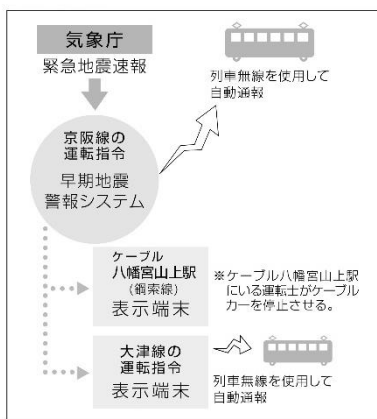 気象庁
緊急地震速報
列車無線を使用して
自動通報
京阪線の
運転指令
早期地震
警報システム
ケーブル
八幡宮山上駅
(鋼索線)
表示端末
※ケーブル八幡宮山上駅
にいる運転士がケーブル
カーを停止させる。
大津線の
運転指令
表示端末
列車無線を使用して
自動通報